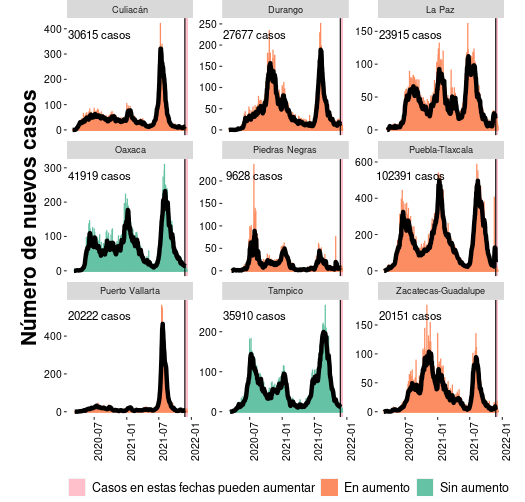 Culiacán Durango La Paz
30615 casos 27677 casos 23915 casos
400 300 200 100 0
250 200 150 100 50 0
150 100 50 0
Oaxaca Piedras Negras Puebla-Tlaxcala
41919 casos 9628 casos 102391 casos
300 200 100 0
200 150 100 50 0
600 400 200 0
Puerto Vallarta Tampico Zacatecas-Guadalupe
20222 casos 35910 casos 20151 casos
400 200 0
200 100 0
150 100 50 0
2020-07 2021-01 2021-07 2022-01 2020-07 2021-01 2021-07 2022-01 2020-07 2021-01 2021-07 2022-01
Número de nuevos casos
Casos en estas fechas pueden aumentar En aumento Sin aumento